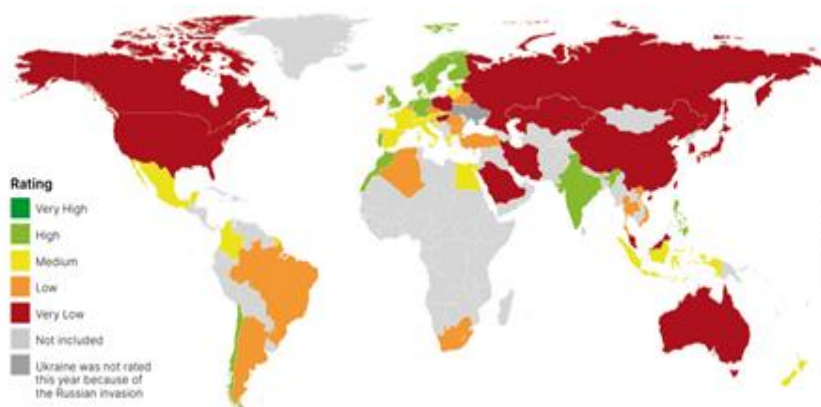 Rating
Very High
High
Medium
Low
Very Low
Not included
Ukraine was not rated
this year because of
the Russian invasion